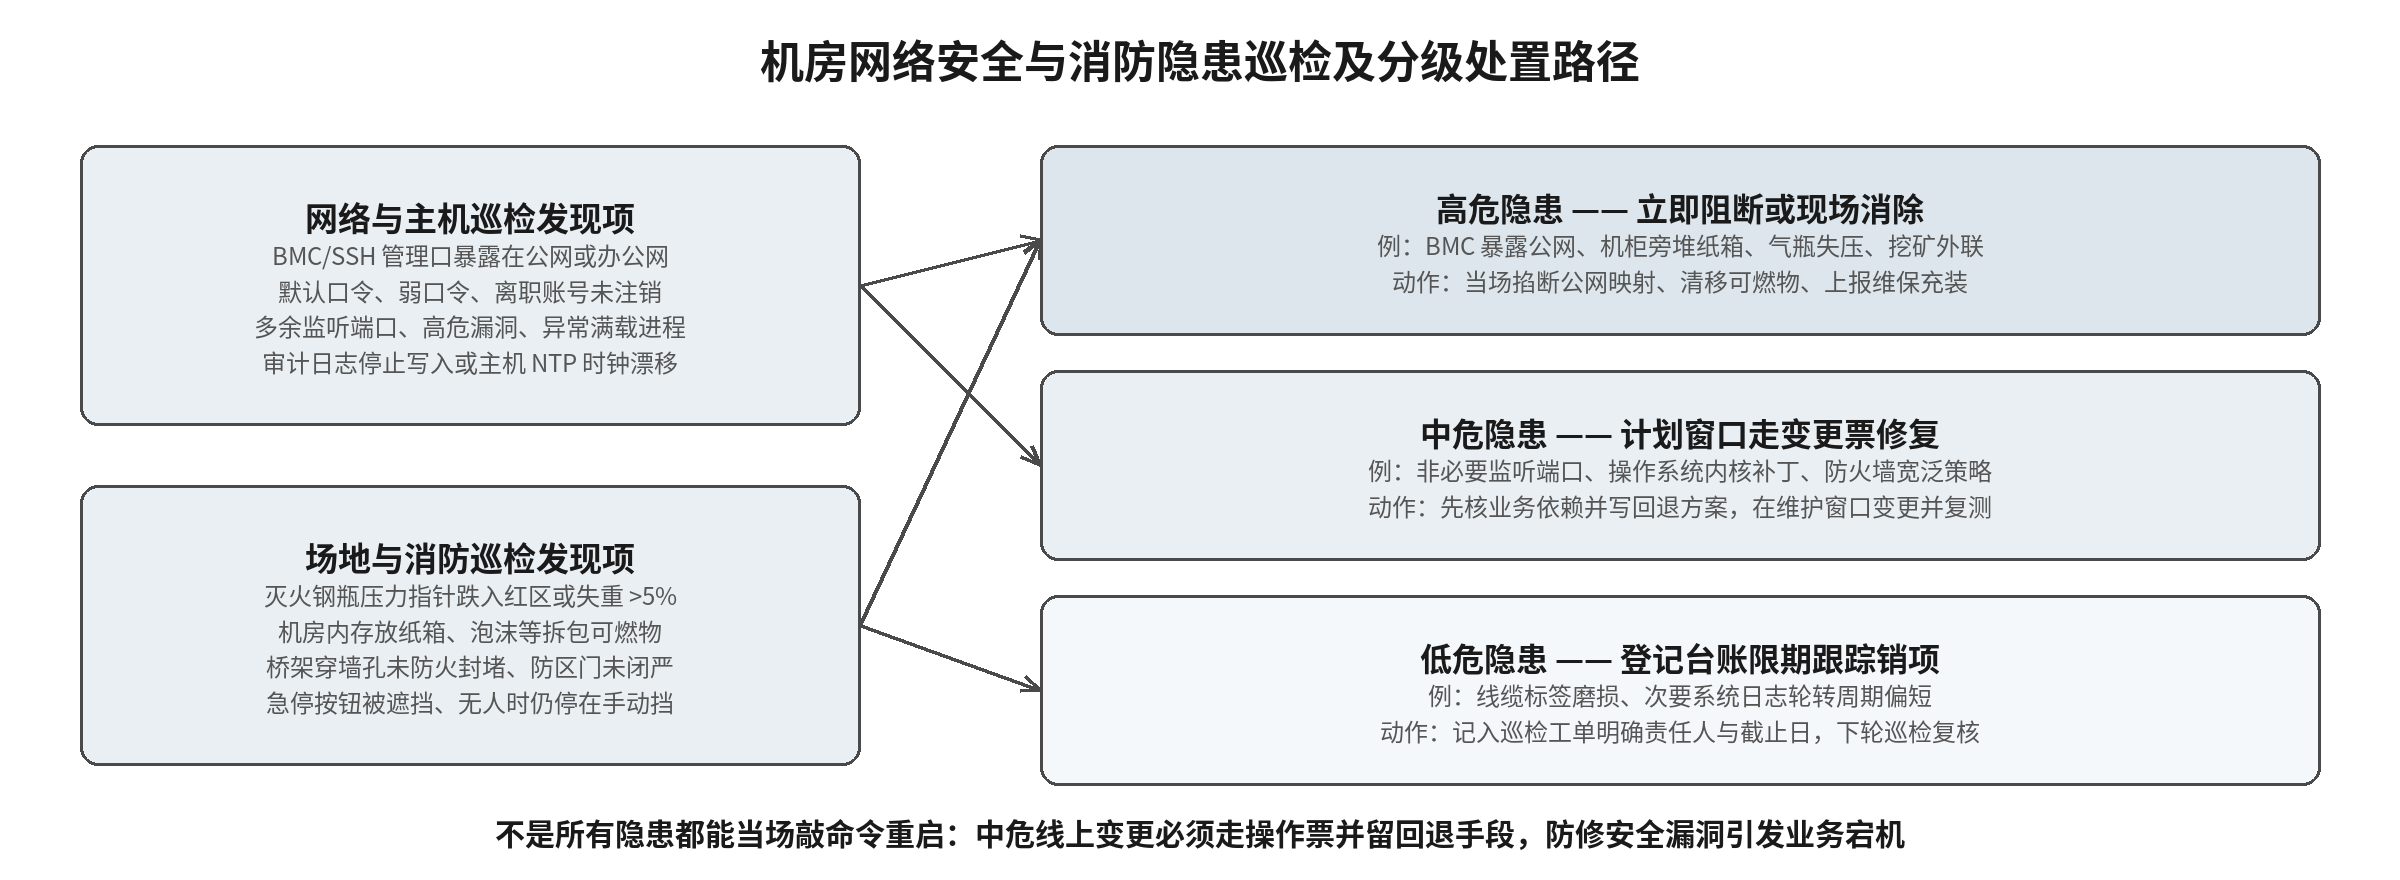 机房网络安全与消防隐患巡检及分级处置路径
网络与主机巡检发现项
BMC/SSH 管理口暴露在公网或办公网
默认口令、弱口令、离职账号未注销
多余监听端口、高危漏洞、异常满载进程
审计日志停止写入或主机 NTP 时钟漂移
场地与消防巡检发现项
灭火钢瓶压力指针跌入红区或失重 >5%
机房内存放纸箱、泡沫等拆包可燃物
桥架穿墙孔未防火封堵、防区门未闭严
急停按钮被遮挡、无人时仍停在手动挡
高危隐患 —— 立即阻断或现场消除
例：BMC 暴露公网、机柜旁堆纸箱、气瓶失压、挖矿外联
动作：当场掐断公网映射、清移可燃物、上报维保充装
中危隐患 —— 计划窗口走变更票修复
例：非必要监听端口、操作系统内核补丁、防火墙宽泛策略
动作：先核业务依赖并写回退方案，在维护窗口变更并复测
低危隐患 —— 登记台账限期跟踪销项
例：线缆标签磨损、次要系统日志轮转周期偏短
动作：记入巡检工单明确责任人与截止日，下轮巡检复核
不是所有隐患都能当场敲命令重启：中危线上变更必须走操作票并留回退手段，防修安全漏洞引发业务宕机